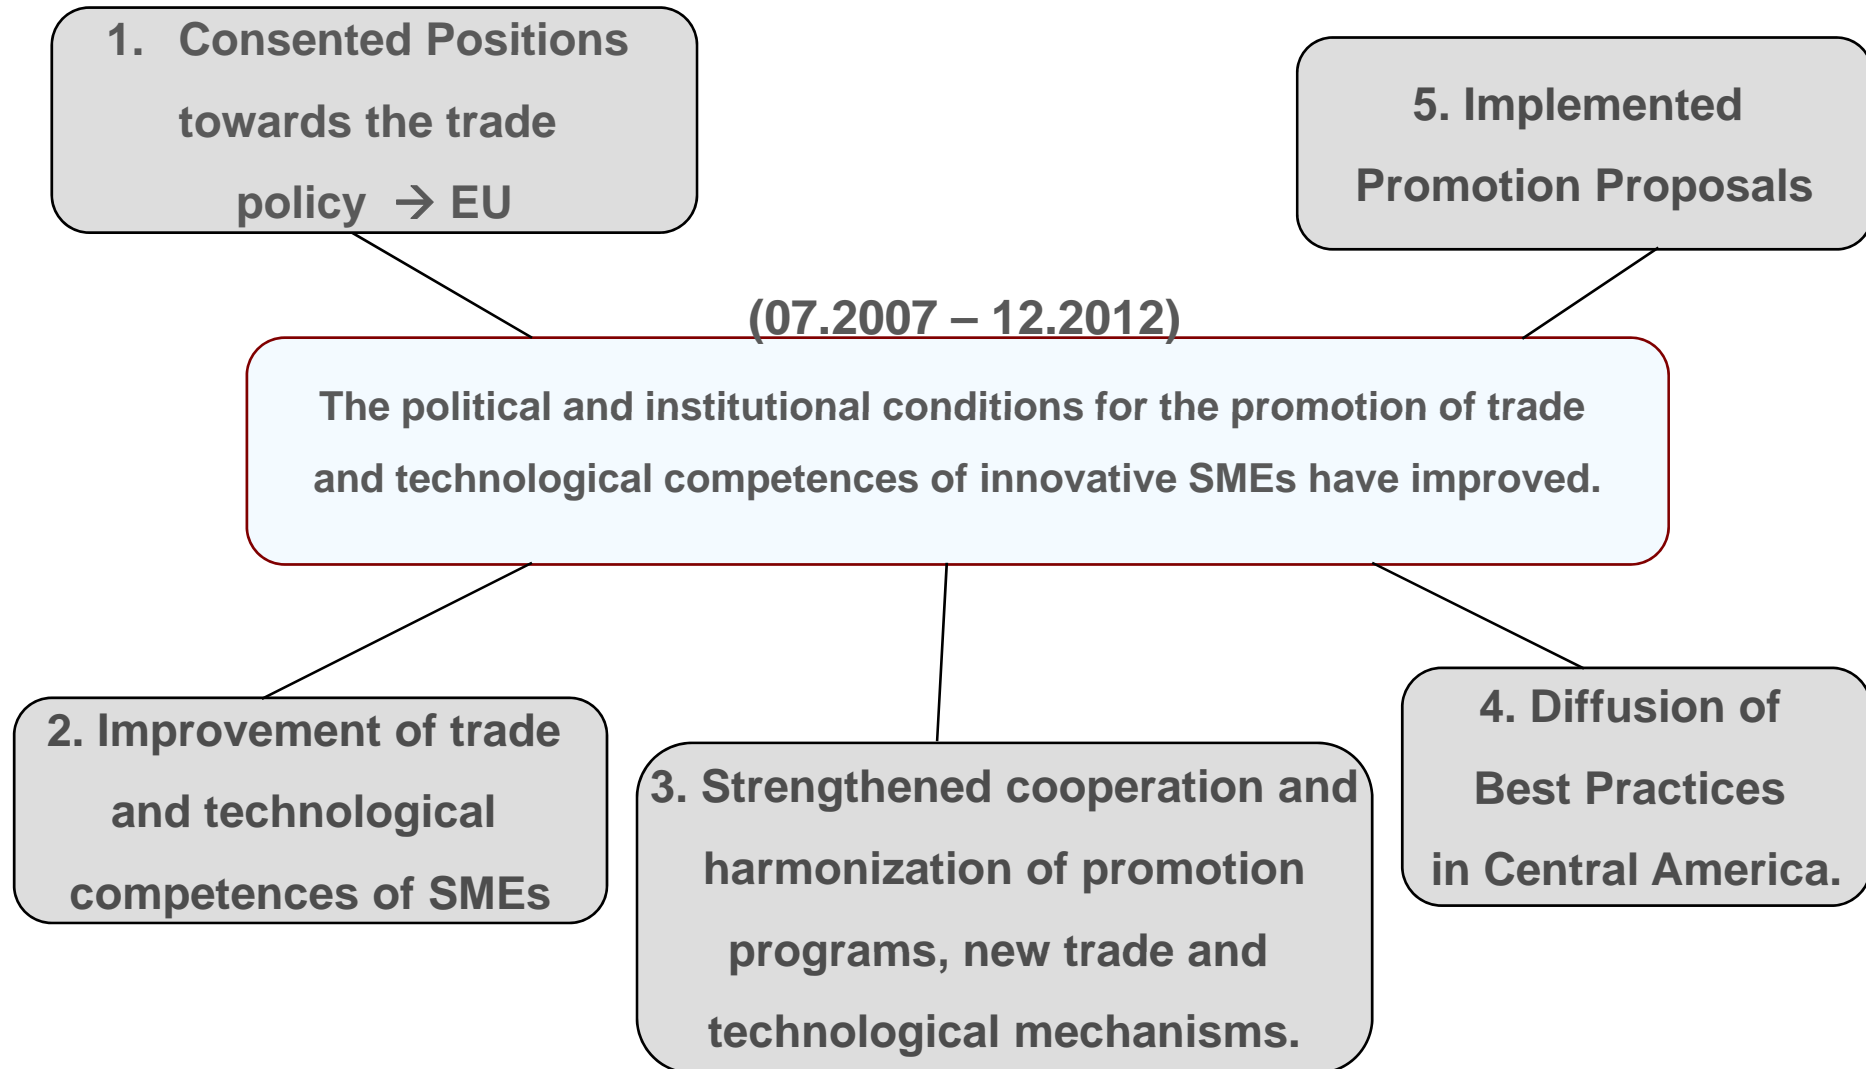 1. Consented Positions
towards the trade
policy → EU
5. Implemented
Promotion Proposals
(07.2007 – 12.2012)
The political and institutional conditions for the promotion of trade
and technological competences of innovative SMEs have improved.
2. Improvement of trade
and technological
competences of SMEs
3. Strengthened cooperation and
harmonization of promotion
programs, new trade and
technological mechanisms.
4. Diffusion of
Best Practices
in Central America.